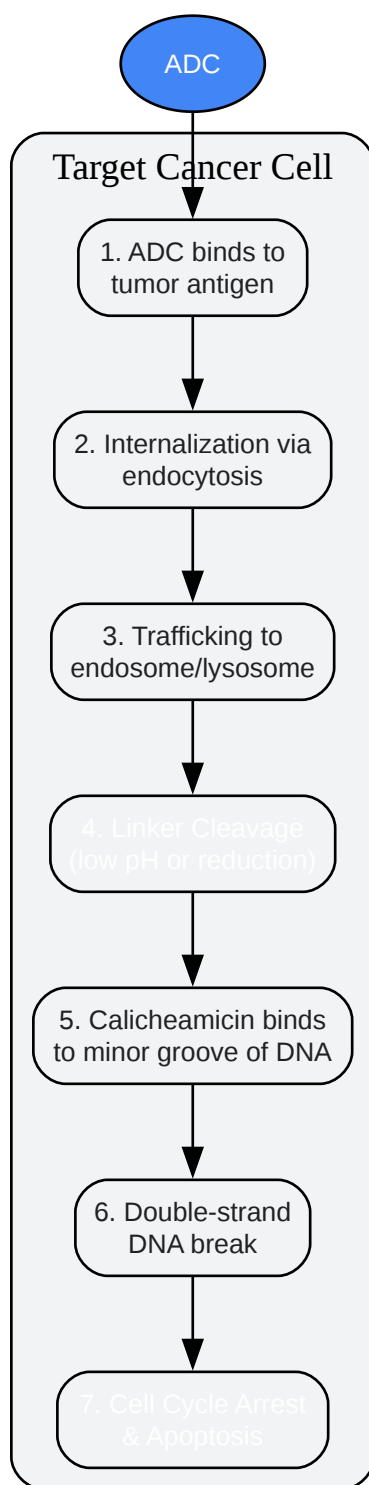 ADC
Target Cancer Cell
1. ADC binds to
tumor antigen
2. Internalization via
endocytosis
3. Trafficking to
endosome/lysosome
4. Linker Cleavage
(low pH or reduction)
5. Calicheamicin binds
to minor groove of DNA
6. Double-strand
DNA break
7. Cell Cycle Arrest
& Apoptosis